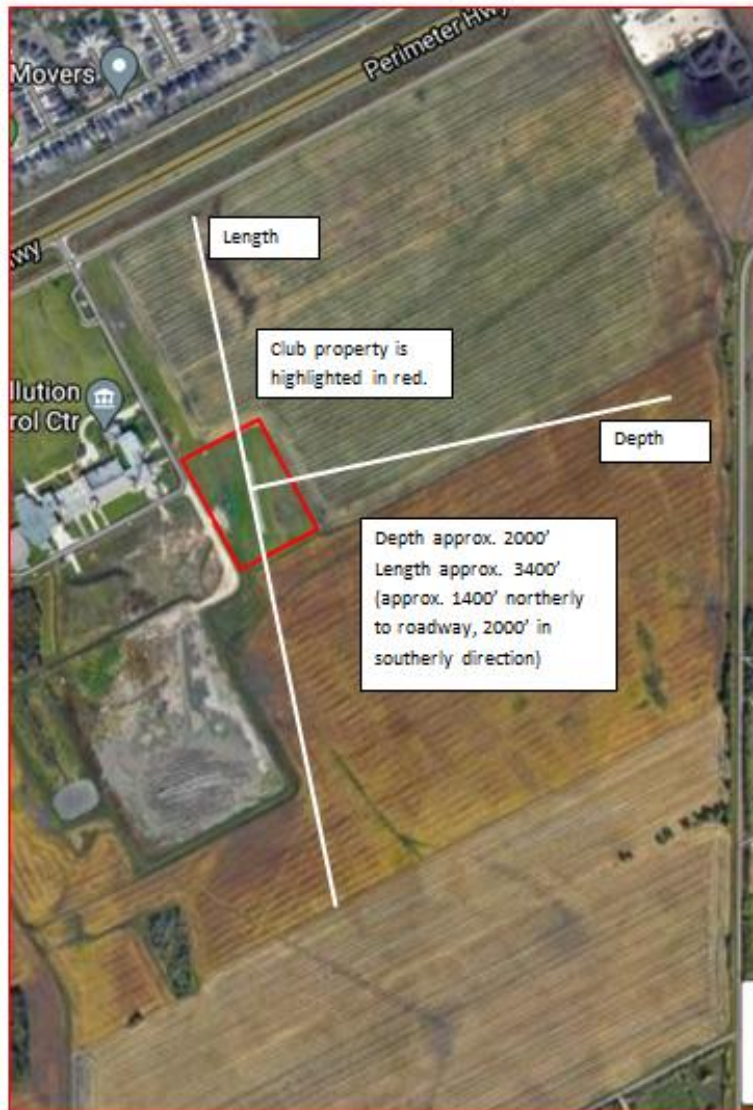 Movers
Perimeter Hwy
Length
wy
Club property is
highlighted in red.
llution
rol Ctr
Depth
Depth approx. 2000’
Length approx. 3400’
(approx. 1400’ northerly
to roadway, 2000’ in
southerly direction)